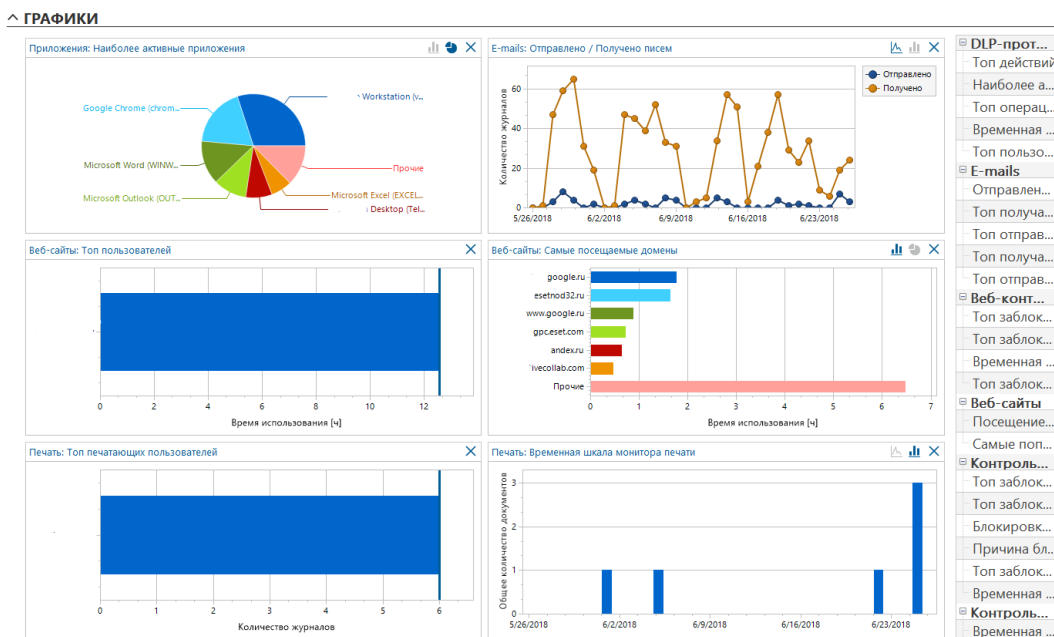 ГРАФИКИ
Приложения: Наиболее активные приложения
Google Chrome (chrom...
Workstation (v...
Microsoft Word (WINW...
Прочие
Microsoft Outlook (OUT...
Microsoft Excel (EXCEL...
Desktop (Tel...
E-mails: Отправлено / Получено писем
Количество журналов
60
40
20
0
5/26/2018 6/2/2018 6/9/2018 6/16/2018 6/23/2018
Отправлено
Получено
Веб-сайты: Топ пользователей
0 2 4 6 8 10 12
Время использования [ч]
Веб-сайты: Самые посещаемые домены
google.ru
esetnod32.ru
www.google.ru
gpc.eset.com
andex.ru
ivecollab.com
Прочие
0 1 2 3 4 5 6 7
Время использования [ч]
Печать: Топ печатающих пользователей
0 1 2 3 4 5 6
Количество журналов
Печать: Временная шкала монитора печати
Общее количество документов
3
2
1
0
5/26/2018 6/2/2018 6/9/2018 6/16/2018 6/23/2018
DLP-прот...
Топ действий
Наиболее а...
Топ операц...
Временная ...
Топ пользо...
E-mails
Отправлен...
Топ получа...
Топ отправ...
Топ получа...
Топ отправ...
Веб-конт...
Топ заблок...
Топ заблок...
Временная ...
Топ заблок...
Веб-сайты
Посещение...
Самые поп...
Контроль...
Топ заблок...
Топ заблок...
Блокировк...
Причина бл...
Топ заблок...
Временная ...
Контроль...
Временная ...